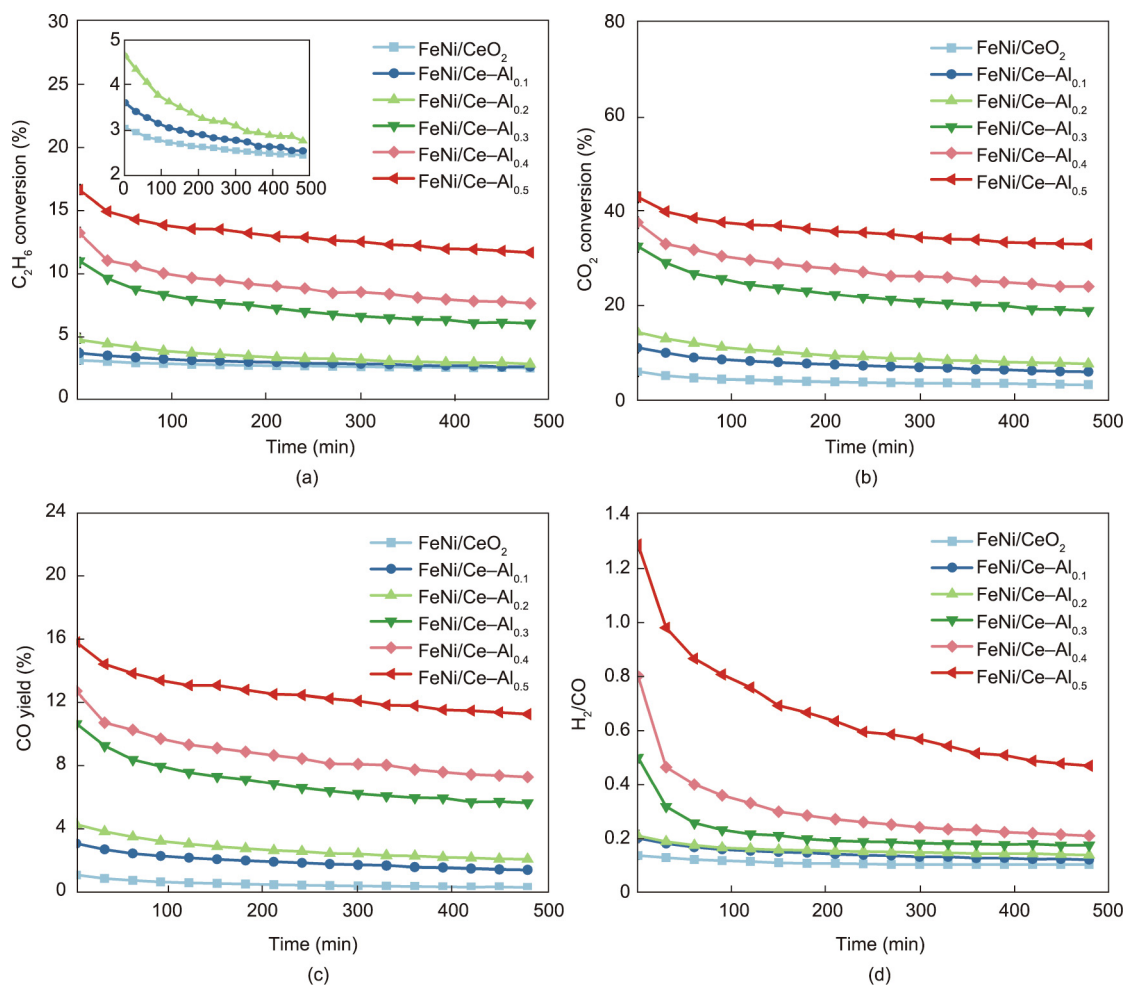 (a)
C₂H₆ conversion (%)
30
25
20
15
10
5
0
100
200
300
400
500
Time (min)
5
4
3
2
0
100
200
300
400
500
FeNi/CeO₂
FeNi/Ce–Al₀.₁
FeNi/Ce–Al₀.₂
FeNi/Ce–Al₀.₃
FeNi/Ce–Al₀.₄
FeNi/Ce–Al₀.₅
(b)
CO₂ conversion (%)
80
60
40
20
0
100
200
300
400
500
Time (min)
FeNi/CeO₂
FeNi/Ce–Al₀.₁
FeNi/Ce–Al₀.₂
FeNi/Ce–Al₀.₃
FeNi/Ce–Al₀.₄
FeNi/Ce–Al₀.₅
(c)
CO yield (%)
24
20
16
12
8
4
0
100
200
300
400
500
Time (min)
FeNi/CeO₂
FeNi/Ce–Al₀.₁
FeNi/Ce–Al₀.₂
FeNi/Ce–Al₀.₃
FeNi/Ce–Al₀.₄
FeNi/Ce–Al₀.₅
(d)
H₂/CO
1.4
1.2
1.0
0.8
0.6
0.4
0.2
0
100
200
300
400
500
Time (min)
FeNi/CeO₂
FeNi/Ce–Al₀.₁
FeNi/Ce–Al₀.₂
FeNi/Ce–Al₀.₃
FeNi/Ce–Al₀.₄
FeNi/Ce–Al₀.₅